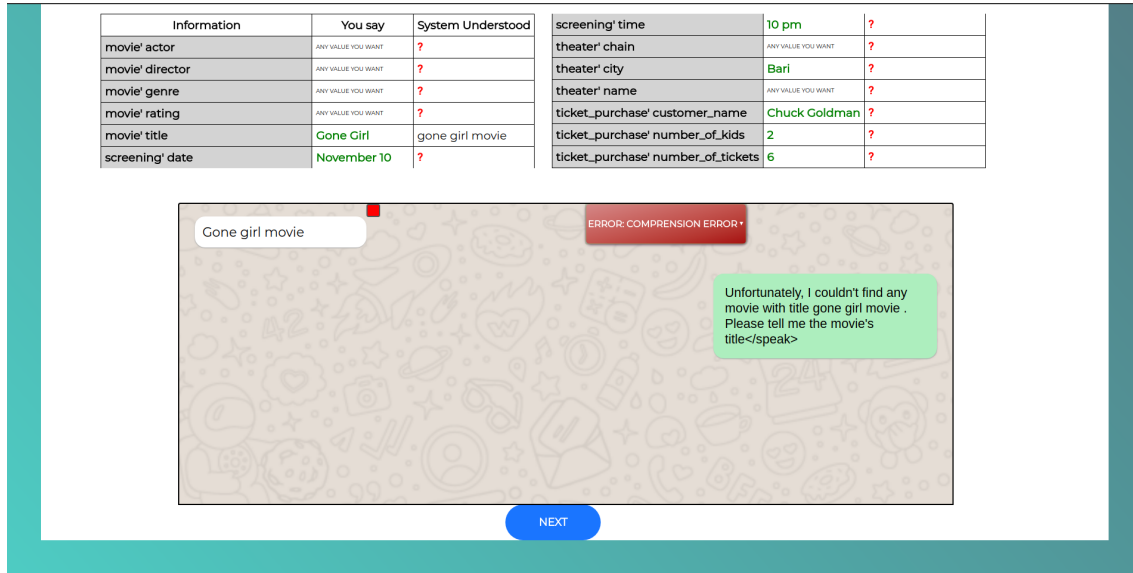 Information You say System Understood
movie' actor ANY VALUE YOU WANT ?
movie' director ANY VALUE YOU WANT ?
movie' genre ANY VALUE YOU WANT ?
movie' rating ANY VALUE YOU WANT ?
movie' title Gone Girl gone girl movie
screening' date November 10 ?
screening' time 10 pm ?
theater' chain ANY VALUE YOU WANT ?
theater' city Bari ?
theater' name ANY VALUE YOU WANT ?
ticket_purchase' customer_name Chuck Goldman ?
ticket_purchase' number_of_kids 2 ?
ticket_purchase' number_of_tickets 6 ?
Gone girl movie
ERROR: COMPRENSION ERROR
Unfortunately, I couldn't find any
movie with title gone girl movie .
Please tell me the movie's
title</speak>
NEXT